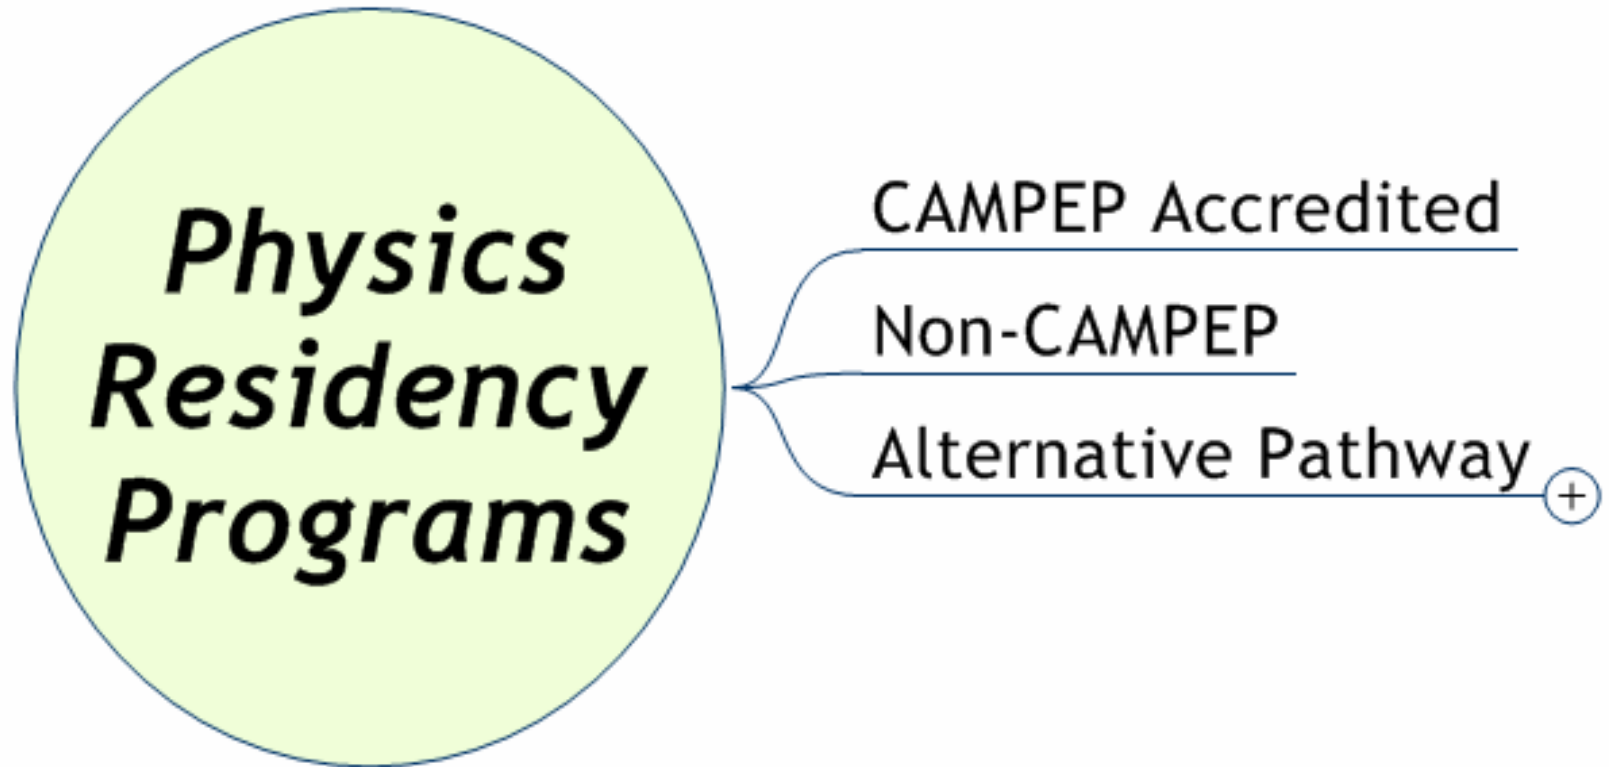 Physics
Residency
Programs
CAMPEP Accredited
Non-CAMPEP
Alternative Pathway
+